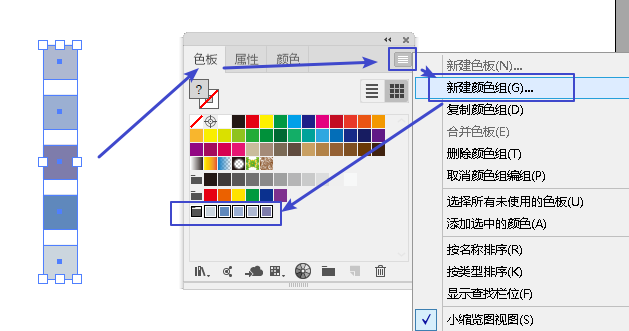 色板 属性 颜色
?
新建色板(N)...
新建颜色组(G)...
复制颜色组(D)
合并色板(E)
删除颜色组(T)
取消颜色组编组(P)
选择所有未使用的色板(U)
添加选中的颜色(A)
按名称排序(R)
按类型排序(K)
显示查找栏位(F)
小缩览图视图(S)